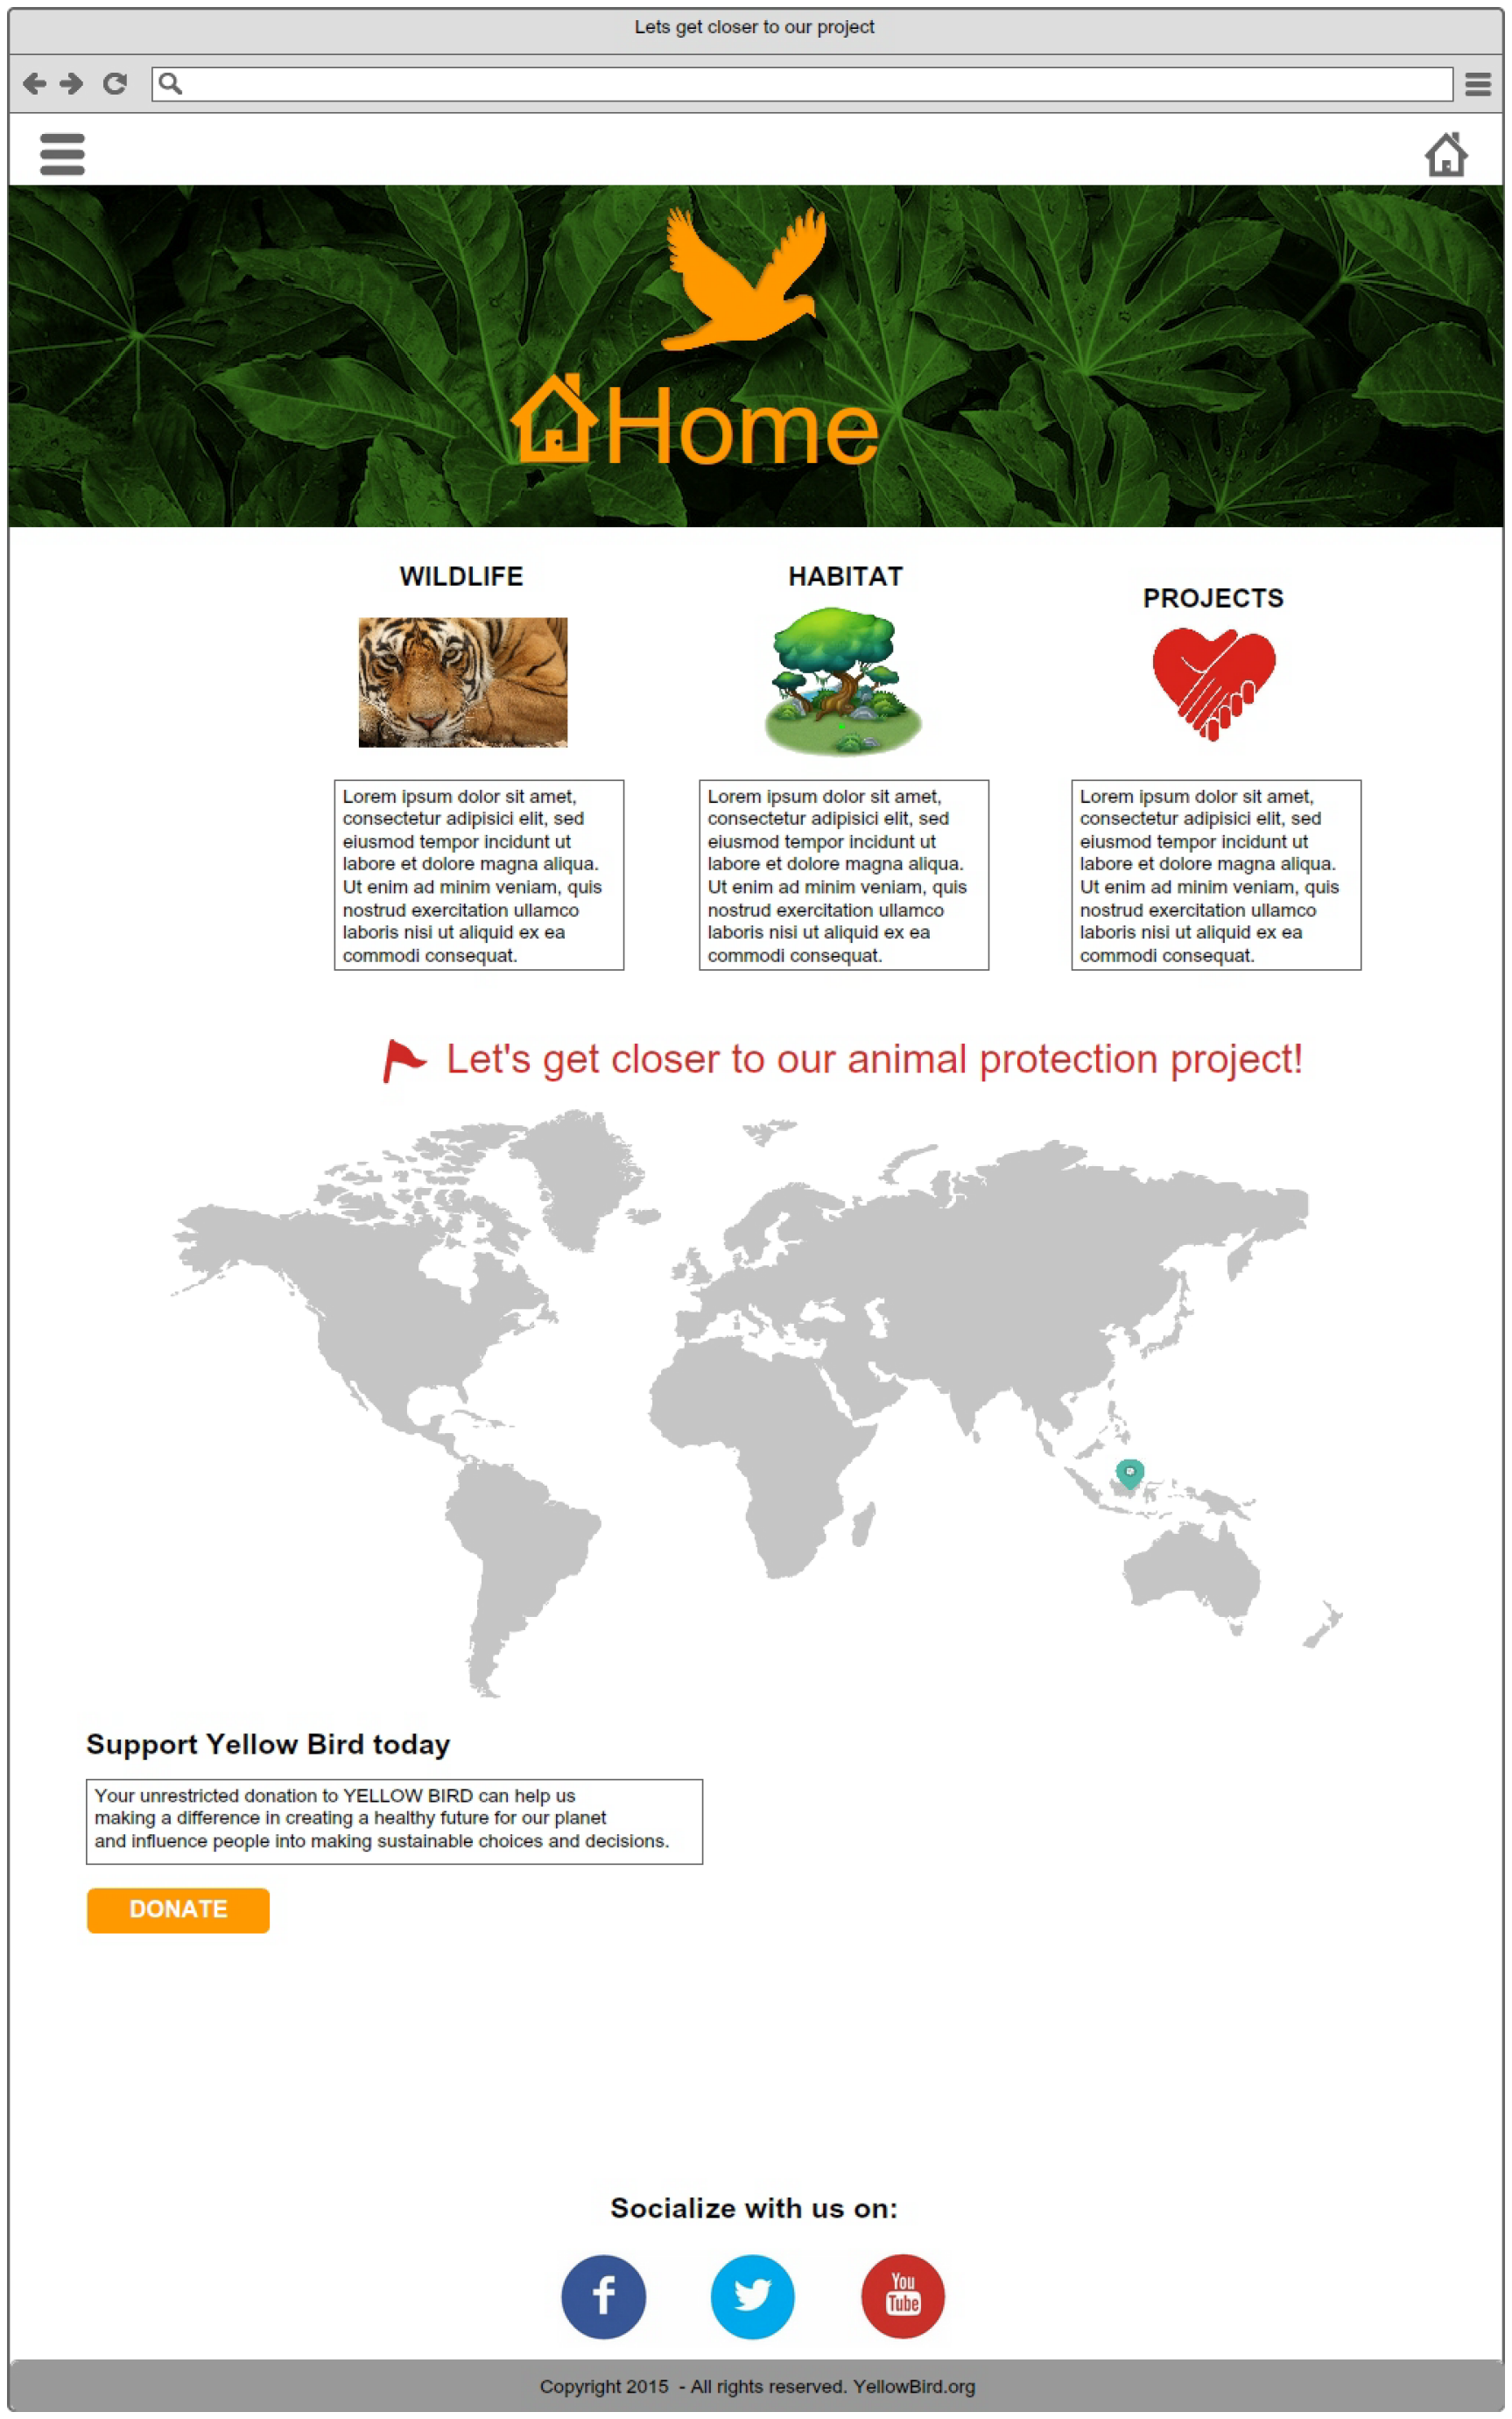 Lets get closer to our project
Home
WILDLIFE
HABITAT
PROJECTS
Lorem ipsum dolor sit amet,
consectetur adipisici elit, sed
eiusmod tempor incidunt ut
labore et dolore magna aliqua.
Ut enim ad minim veniam, quis
nostrud exercitation ullamco
laboris nisi ut aliquid ex ea
commodi consequat.
Lorem ipsum dolor sit amet,
consectetur adipisici elit, sed
eiusmod tempor incidunt ut
labore et dolore magna aliqua.
Ut enim ad minim veniam, quis
nostrud exercitation ullamco
laboris nisi ut aliquid ex ea
commodi consequat.
Lorem ipsum dolor sit amet,
consectetur adipisici elit, sed
eiusmod tempor incidunt ut
labore et dolore magna aliqua.
Ut enim ad minim veniam, quis
nostrud exercitation ullamco
laboris nisi ut aliquid ex ea
commodi consequat.
Let's get closer to our animal protection project!
Support Yellow Bird today
Your unrestricted donation to YELLOW BIRD can help us
making a difference in creating a healthy future for our planet
and influence people into making sustainable choices and decisions.
DONATE
Socialize with us on:
f
You
Tube
Copyright 2015 - All rights reserved. YellowBird.org